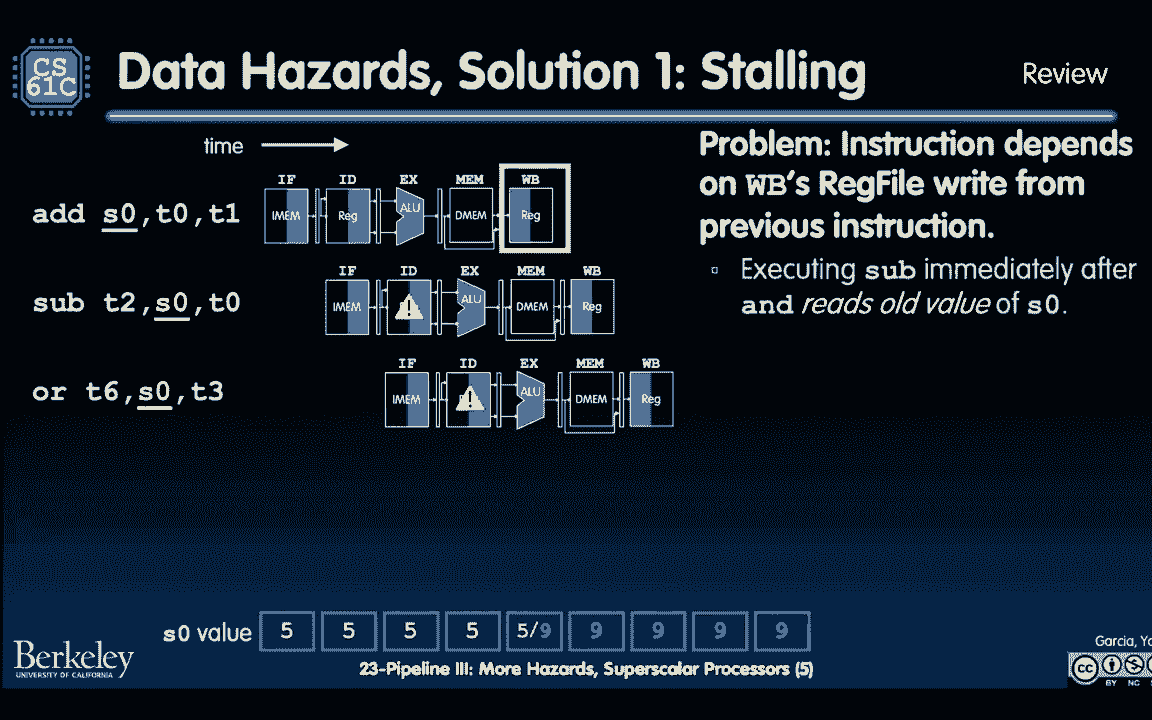 CS
61C
Data Hazards, Solution 1: Stalling
Review
time
Problem: Instruction depends
on WB's RegFile write from
previous instruction.
▫ Executing sub immediately after
and reads old value of s0.
IF ID EX MEM WB
add s0,t0,t1
IMEM Reg ALU DMEM Reg
IF ID EX MEM WB
sub t2,s0,t0
IMEM ALU DMEM Reg
IF ID EX MEM WB
or t6,s0,t3
IMEM ALU DMEM Reg
s0 value 5 5 5 5 5/9 9 9 9 9
Berkeley
UNIVERSITY OF CALIFORNIA
23-Pipeline III: More Hazards, Superscalar Processors (5)
Garcia,
cc
BY NC